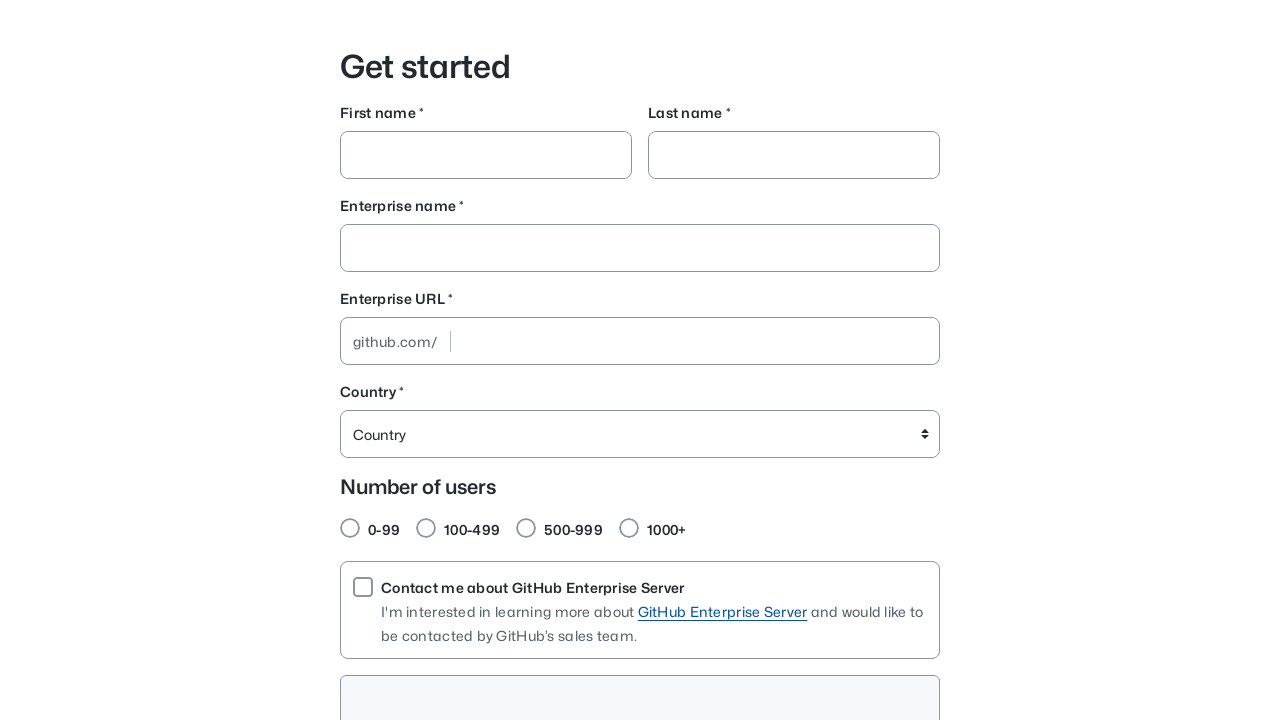 Get started
First name *
Last name *
Enterprise name *
Enterprise URL *
github.com/
Country *
Country
Number of users
0-99
100-499
500-999
1000+
Contact me about GitHub Enterprise Server
I'm interested in learning more about GitHub Enterprise Server and would like to
be contacted by GitHub's sales team.